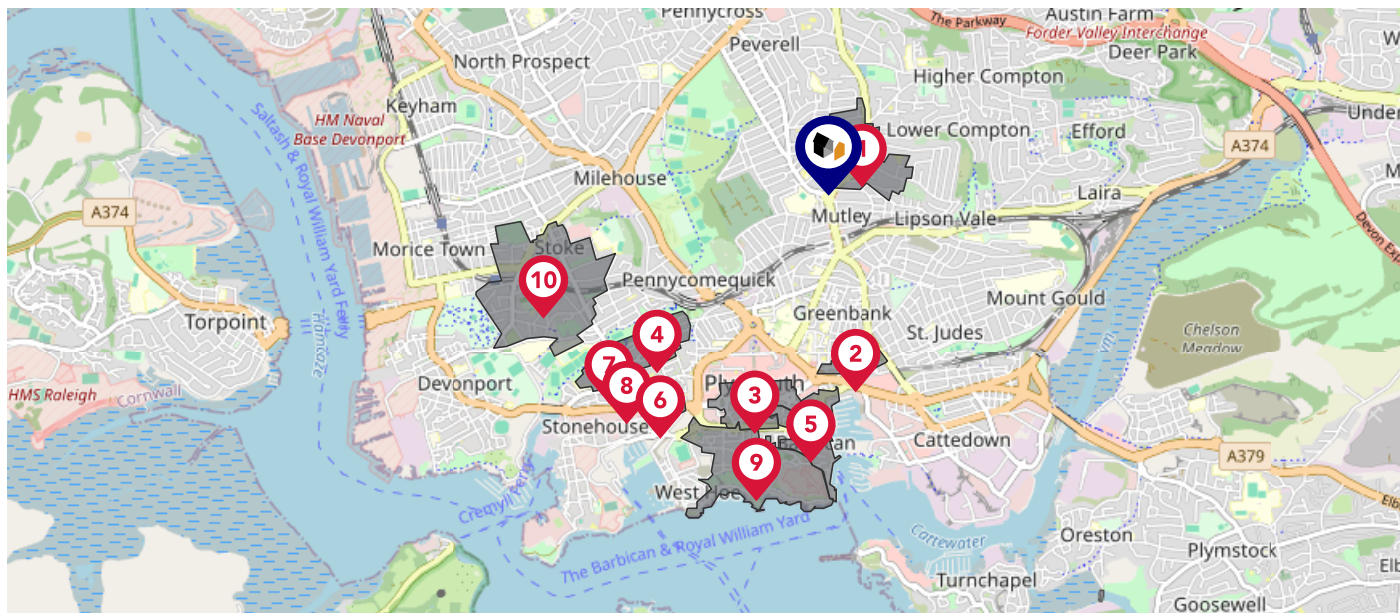 Pennycross
The Parkway
Austin Farm
Forder Valley Interchange
Peverell
Deer Park
North Prospect
Higher Compton
Keyham
HM Naval
Base Devonport
Saltash & Royal William Yard Ferry
Lower Compton
Efford
A374
1
Milehouse
Laira
A374
Mutley
Lipson Vale
Devon Exp
Morice Town
Stoke
10
Pennycomequick
Mount Gould
Greenbank
Torpoint
Hamoaze
St. Judes
Chelson
Meadow
4
2
7
8
6
3
5
9
Devonport
HMS Raleigh
Cornwall
Stonehouse
Cattedown
A379
West Hoe
Cremyll Ferry
The Barbican & Royal William Yard
Cattewater
Oreston
Plymstock
Turnchapel
Goosewell